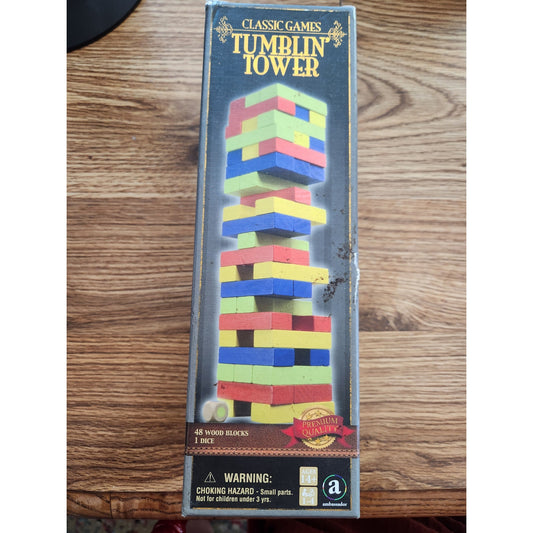 CLASSIC GAMES
TUMBLIN'
TOWER
48 WOOD BLOCKS
1 DICE
PREMIUM
QUALITY
WARNING:
CHOKING HAZARD - Small parts.
Not for children under 3 yrs.
14+
a
ambassador